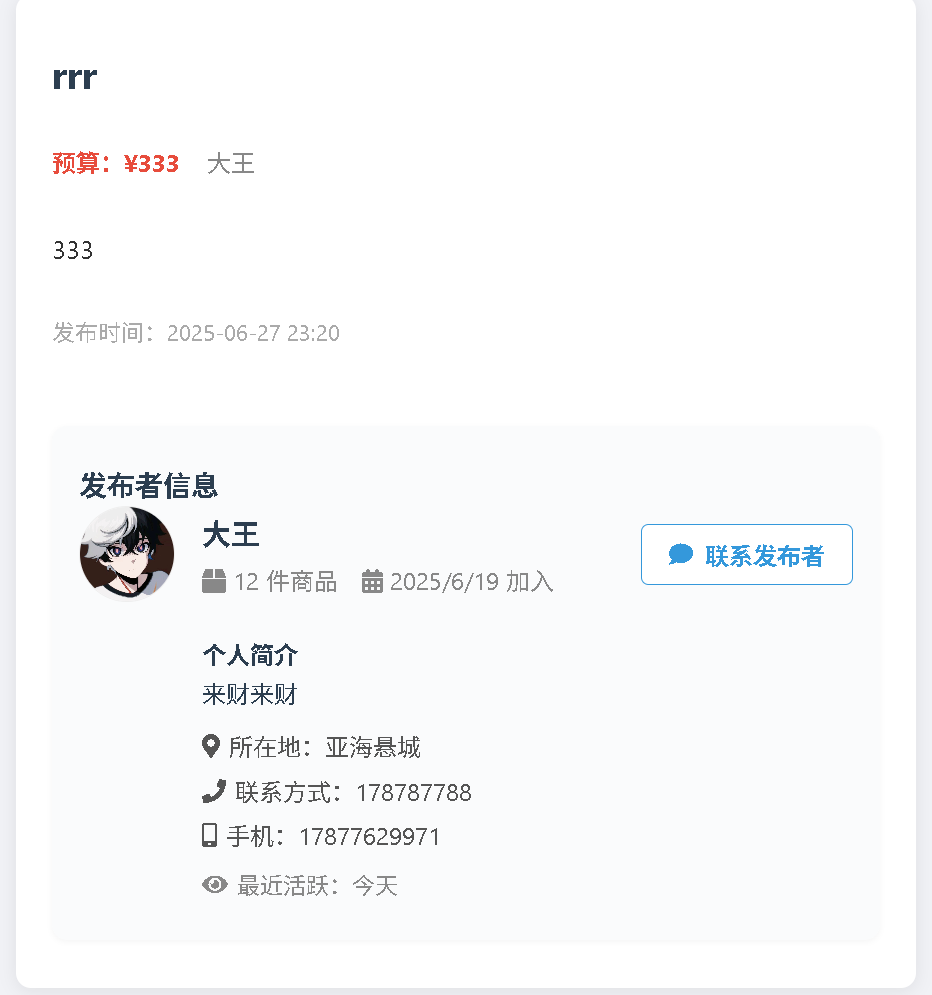 rrr
预算：¥333 大王
333
发布时间：2025-06-27 23:20
发布者信息
大王
12 件商品 2025/6/19 加入
联系发布者
个人简介
来财来财
所在地：亚海悬城
联系方式：178787788
手机：17877629971
最近活跃：今天